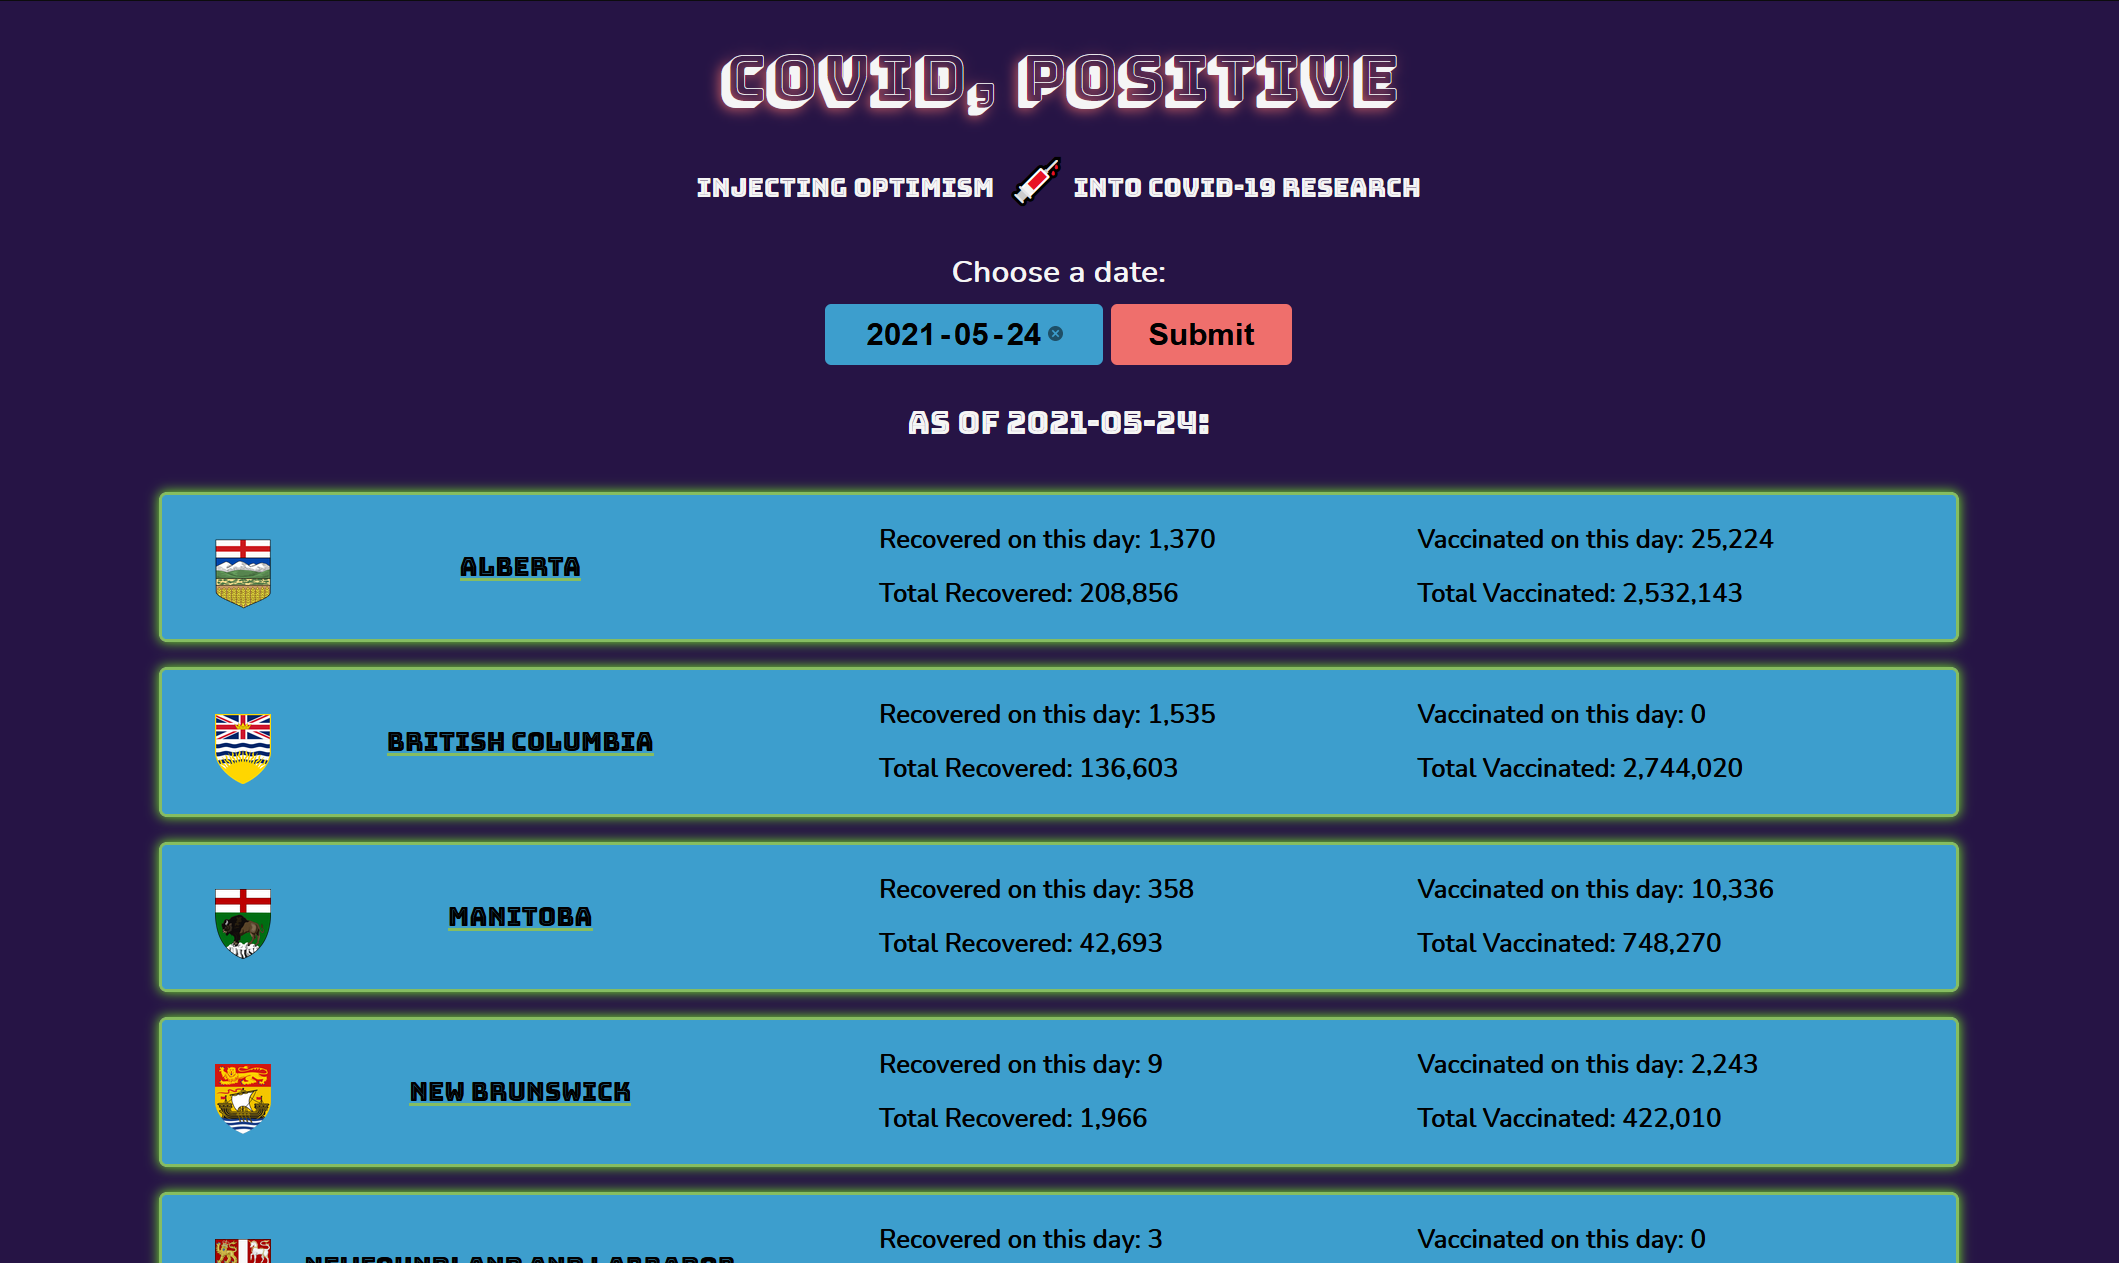 COVID, POSITIVE
INJECTING OPTIMISM INTO COVID-19 RESEARCH
Choose a date:
2021-05-24 Submit
AS OF 2021-05-24:
ALBERTA
Recovered on this day: 1,370
Total Recovered: 208,856
Vaccinated on this day: 25,224
Total Vaccinated: 2,532,143
BRITISH COLUMBIA
Recovered on this day: 1,535
Total Recovered: 136,603
Vaccinated on this day: 0
Total Vaccinated: 2,744,020
MANITOBA
Recovered on this day: 358
Total Recovered: 42,693
Vaccinated on this day: 10,336
Total Vaccinated: 748,270
NEW BRUNSWICK
Recovered on this day: 9
Total Recovered: 1,966
Vaccinated on this day: 2,243
Total Vaccinated: 422,010
NEWFOUNDLAND AND LABRADOR
Recovered on this day: 3
Vaccinated on this day: 0